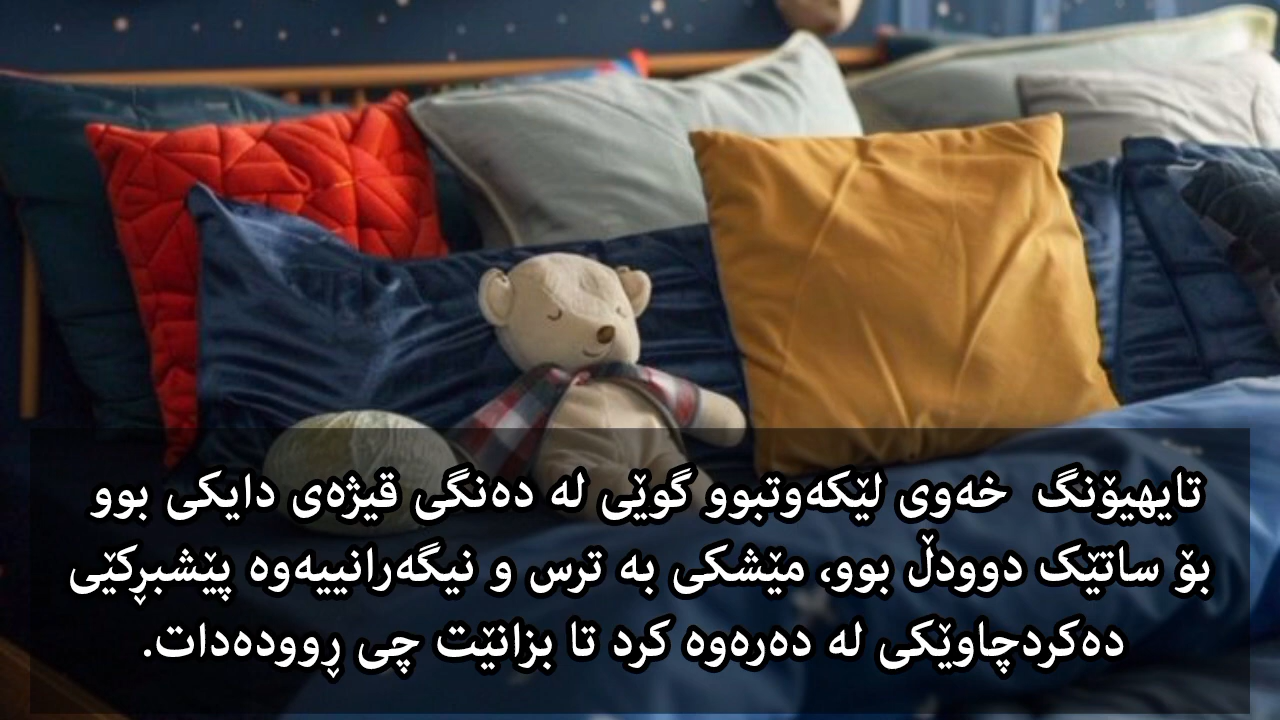 تایهیۆنگ خەوی لێکەوتبوو گوێی لە دەنگی قیژەی دایکی بوو
بۆ ساتێک دوودڵ بوو، مێشکی بە ترس و نیگەرانییەوە پێشبڕکێی
دەکردچاوێکی لە دەرەوە کرد تا بزانێت چی ڕوودەدات.